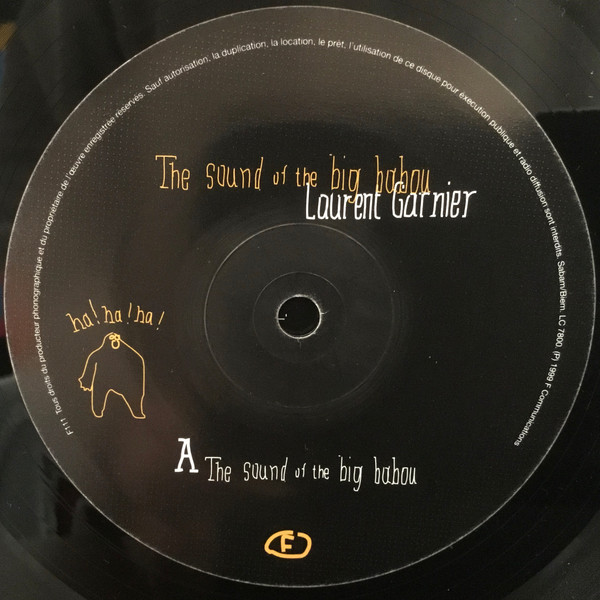 F111 Tous droits du producteur phonographique et du propriétaire de l'œuvre enregistrée réservés. Sauf autorisation, la duplication, la location, le prêt, l'utilisation de ce disque pour éxécution publique et radio diffusion sont interdits. Sabam/Biem. LC 7800. (P) 1999 F Communications
The sound of the big babou
Laurent Garnier
ha! ha! ha!
A The sound of the big babou
F